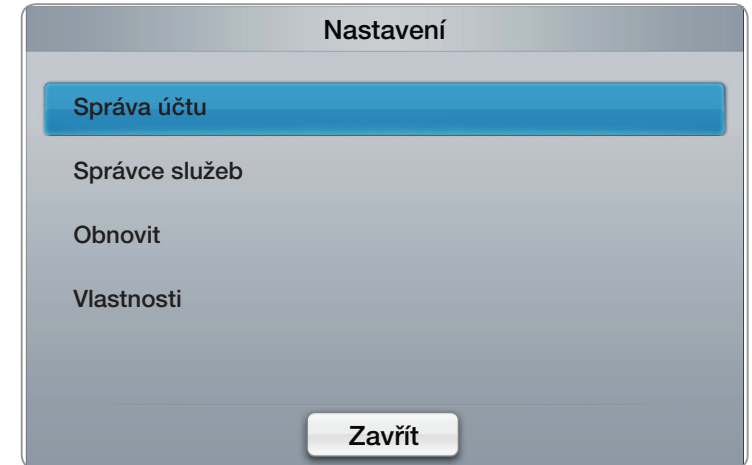 Nastavení
Správa účtu
Správce služeb
Obnovit
Vlastnosti
Zavřít